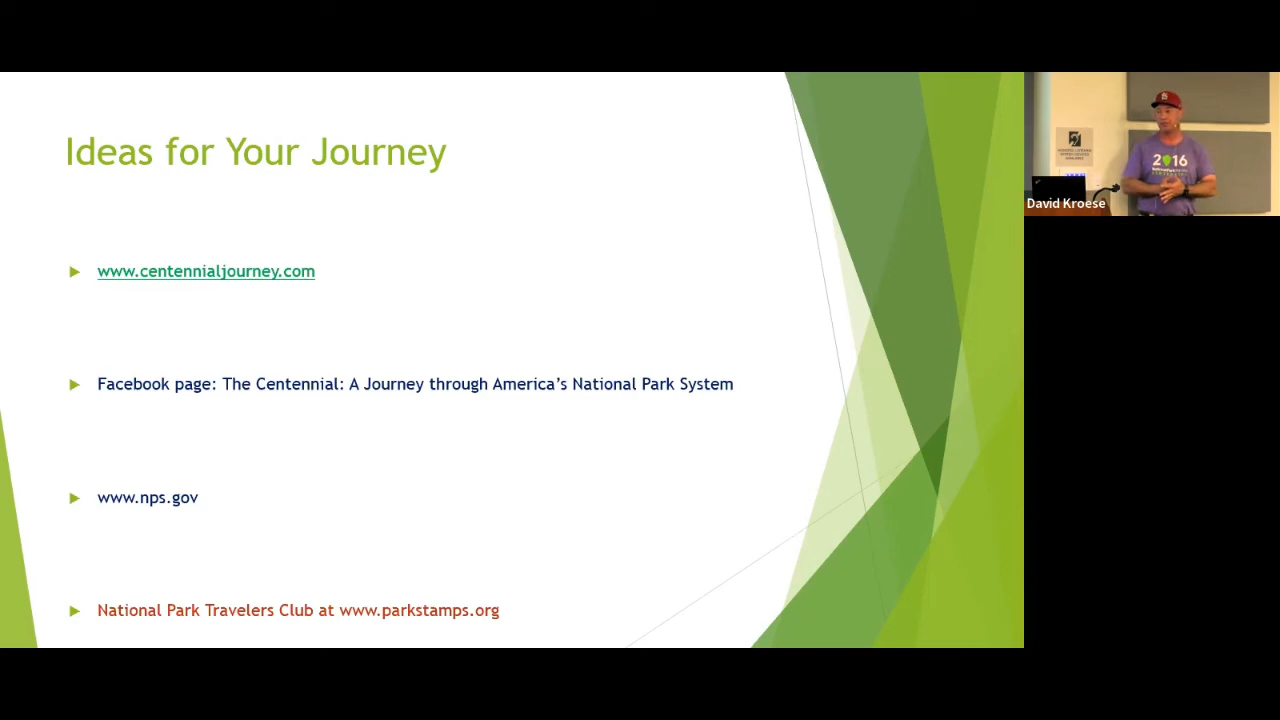 Ideas for Your Journey
www.centennialjourney.com
Facebook page: The Centennial: A Journey through America's National Park System
www.nps.gov
National Park Travelers Club at www.parkstamps.org
2016
David Kroese